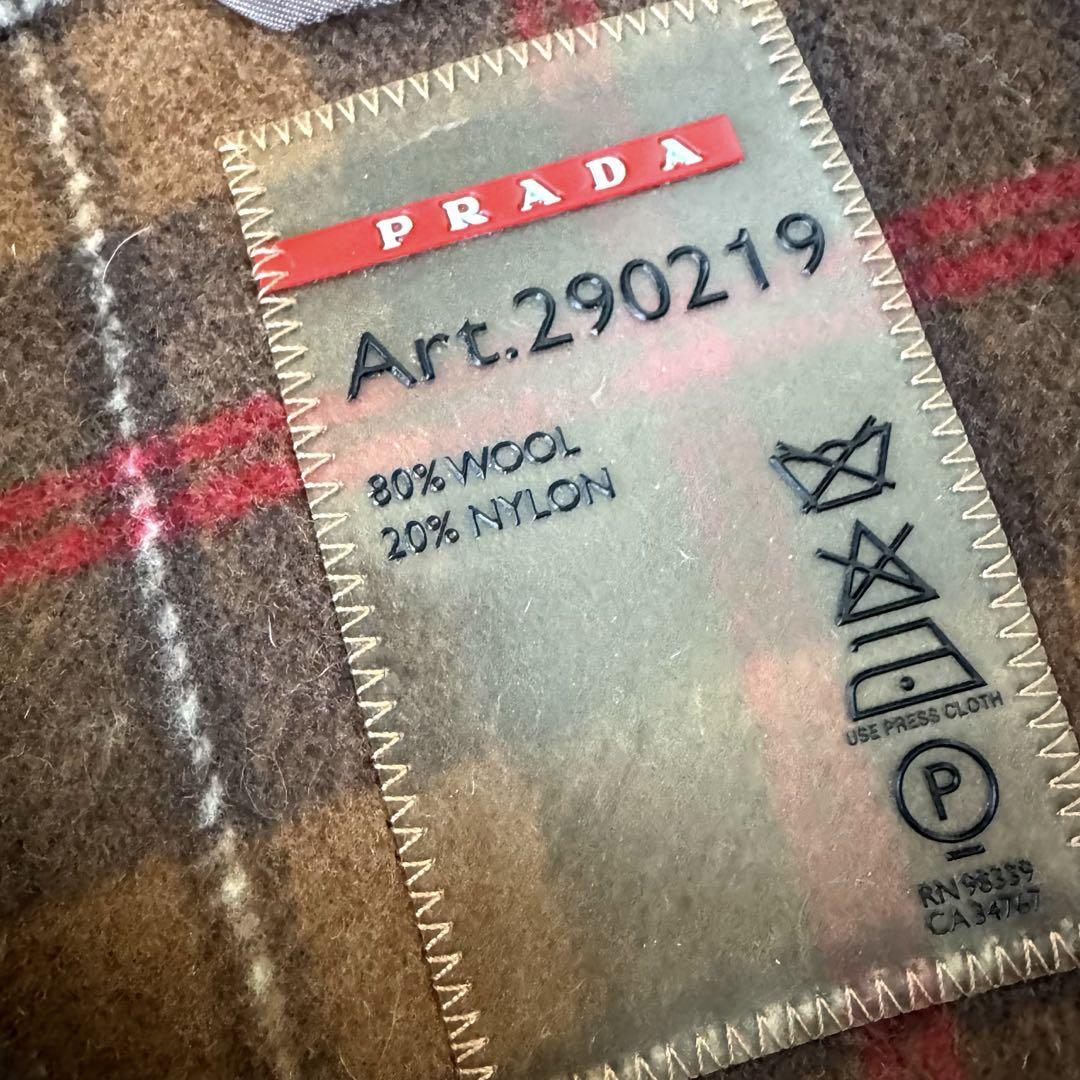 PRADA
Art.290219
80% WOOL
20% NYLON
USE PRESS CLOTH
P
RN 98339
CA 34767